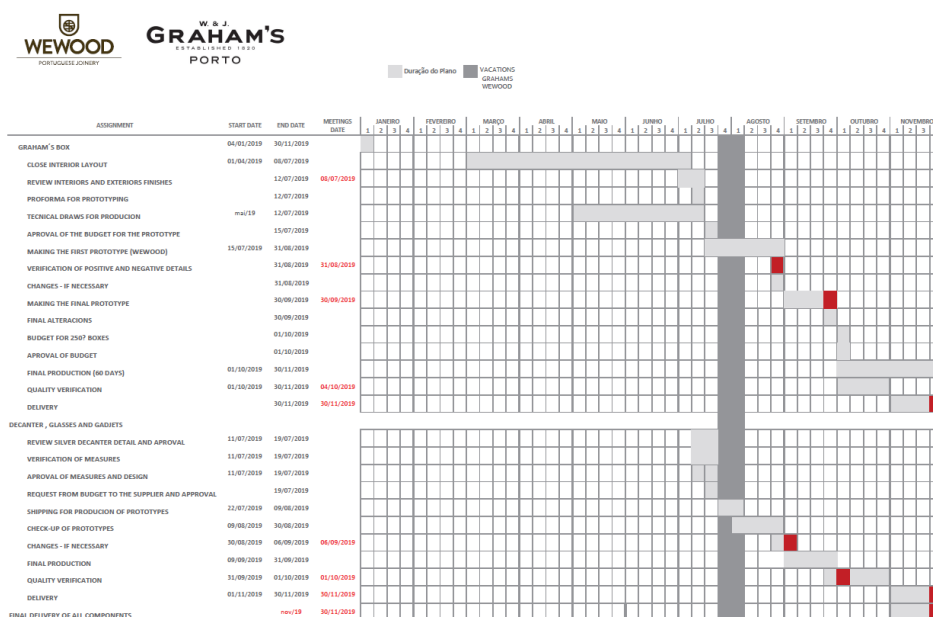 WEWOOD
PORTUGUESE JOINERY
W. & J.
GRAHAM'S
ESTABLISHED 1820
PORTO
Duração do Plano
VACATIONS
GRAHAMS
WEWOOD
ASSIGNMENT START DATE END DATE MEETINGS DATE JANEIRO FEVEREIRO MARÇO ABRIL MAIO JUNHO JULHO AGOSTO SETEMBRO OUTUBRO NOVEMBRO
1 2 3 4 1 2 3 4 1 2 3 4 1 2 3 4 1 2 3 4 1 2 3 4 1 2 3 4 1 2 3 4 1 2 3 4 1 2 3 4 1 2 3 4
GRAHAM´S BOX 04/01/2019 30/11/2019
CLOSE INTERIOR LAYOUT 01/04/2019 08/07/2019
REVIEW INTERIORS AND EXTERIORS FINISHES 12/07/2019 08/07/2019
PROFORMA FOR PROTOTYPING 12/07/2019
TECNICAL DRAWS FOR PRODUCION mai/19 12/07/2019
APROVAL OF THE BUDGET FOR THE PROTOTYPE 15/07/2019
MAKING THE FIRST PROTOTYPE (WEWOOD) 15/07/2019 31/08/2019
VERIFICATION OF POSITIVE AND NEGATIVE DETAILS 31/08/2019 31/08/2019
CHANGES - IF NECESSARY 31/08/2019
MAKING THE FINAL PROTOTYPE 30/09/2019 30/09/2019
FINAL ALTERACIONS 30/09/2019
BUDGET FOR 250? BOXES 01/10/2019
APROVAL OF BUDGET 01/10/2019
FINAL PRODUCTION (60 DAYS) 01/10/2019 30/11/2019
QUALITY VERIFICATION 01/10/2019 30/11/2019 04/10/2019
DELIVERY 30/11/2019 30/11/2019
DECANTER , GLASSES AND GADJETS
REVIEW SILVER DECANTER DETAIL AND APROVAL 11/07/2019 19/07/2019
VERIFICATION OF MEASURES 11/07/2019 19/07/2019
APROVAL OF MEASURES AND DESIGN 11/07/2019 19/07/2019
REQUEST FROM BUDGET TO THE SUPPLIER AND APPROVAL 19/07/2019
SHIPPING FOR PRODUCION OF PROTOTYPES 22/07/2019 09/08/2019
CHECK-UP OF PROTOTYPES 09/08/2019 30/08/2019
CHANGES - IF NECESSARY 30/08/2019 06/09/2019 06/09/2019
FINAL PRODUCTION 09/09/2019 31/09/2019
QUALITY VERIFICATION 31/09/2019 01/10/2019 01/10/2019
DELIVERY 01/11/2019 30/11/2019 30/11/2019
FINAL DELIVERY OF ALL COMPONENTS nov/19 30/11/2019